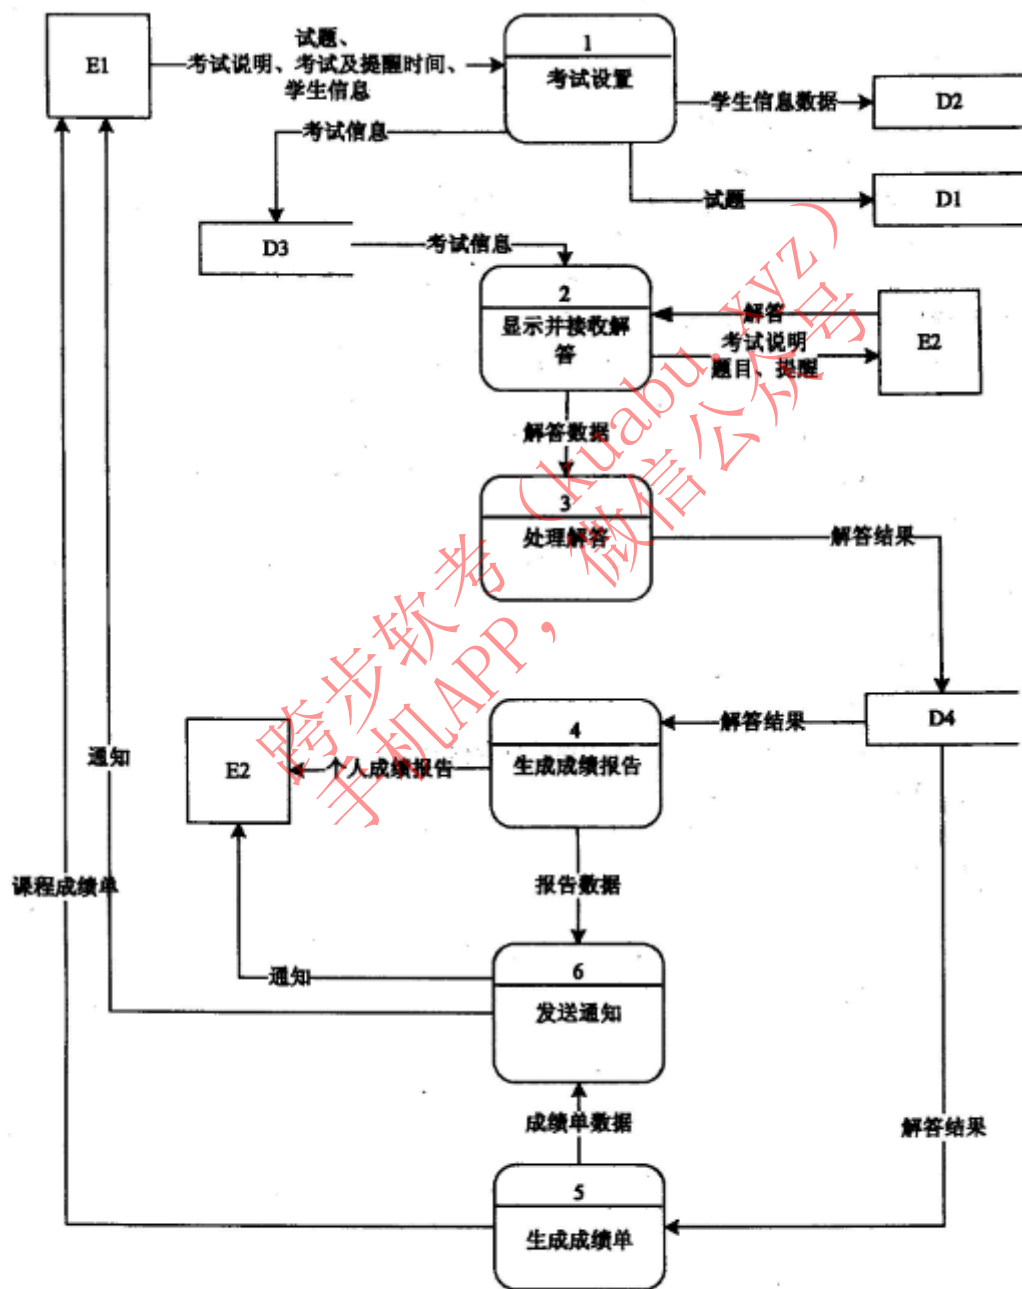 E1
试题、
考试说明、考试及提醒时间、
学生信息
1
考试设置
学生信息数据
D2
考试信息
试题
D1
D3
考试信息
2
显示并接收解
答
解答
考试说明
题目、提醒
E2
解答数据
3
处理解答
解答结果
D4
解答结果
4
生成成绩报告
个人成绩报告
E2
通知
报告数据
课程成绩单
6
发送通知
通知
成绩单数据
解答结果
5
生成成绩单
跨步软考（kuabu.xyz）
手机APP，微信公众号